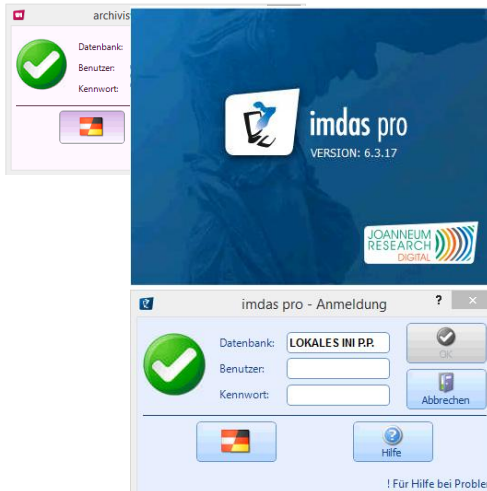 archivis
Datenbank:
Benutzer:
Kennwort:
imdas pro
VERSION: 6.3.17
JOANNEUM
RESEARCH
DIGITAL
imdas pro - Anmeldung ?
Datenbank: LOKALES INI P.P.
OK
Benutzer:
Kennwort:
Abbrechen
Hilfe
! Für Hilfe bei Proble